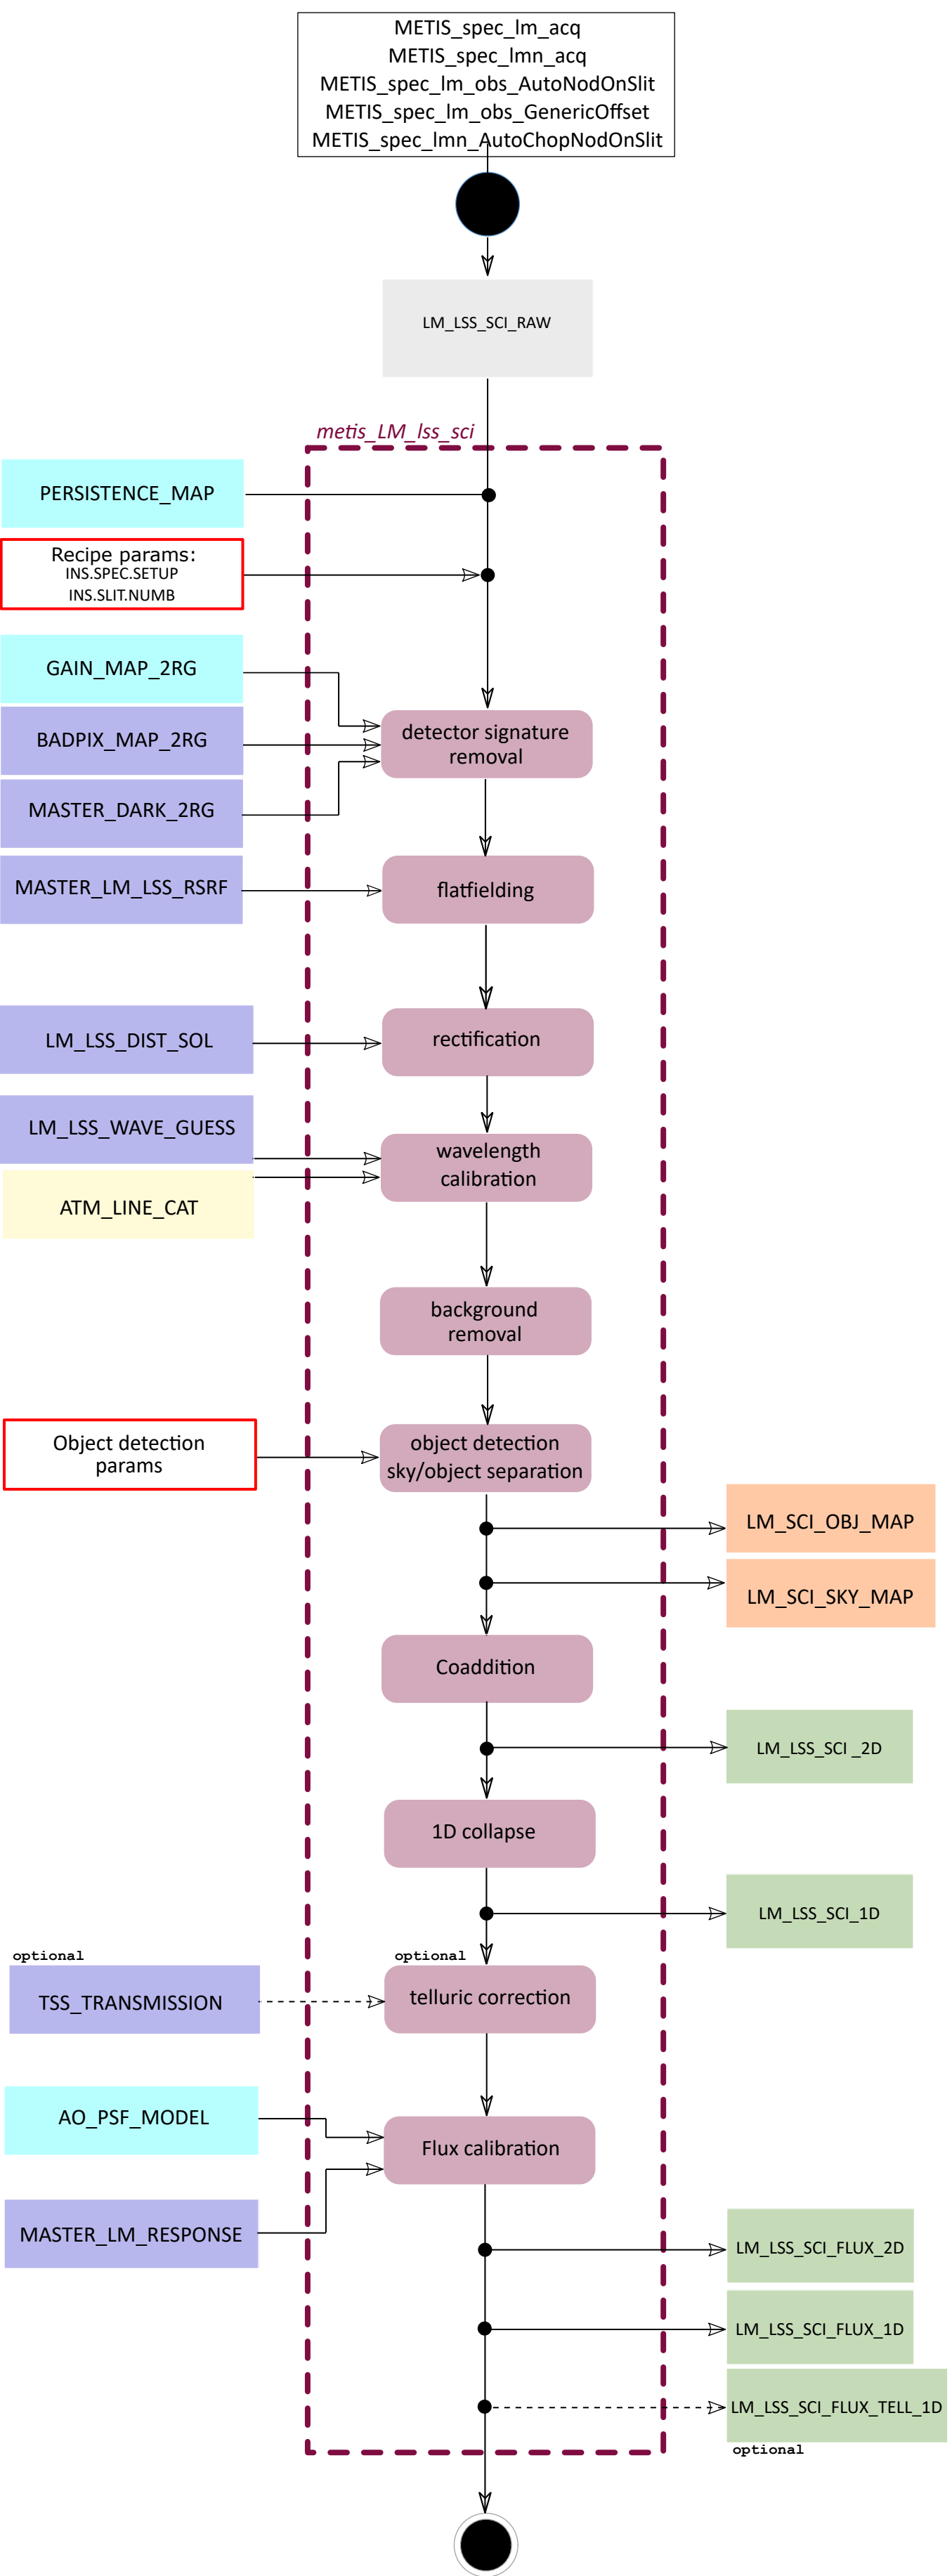 METIS_spec_lm_acq
METIS_spec_lmn_acq
METIS_spec_lm_obs_AutoNodOnSlit
METIS_spec_lm_obs_GenericOffset
METIS_spec_lmn_AutoChopNodOnSlit
LM_LSS_SCI_RAW
metis_LM_lss_sci
PERSISTENCE_MAP
Recipe params:
INS.SPEC.SETUP
INS.SLIT.NUMB
GAIN_MAP_2RG
BADPIX_MAP_2RG
MASTER_DARK_2RG
detector signature
removal
MASTER_LM_LSS_RSRF
flatfielding
LM_LSS_DIST_SOL
rectification
LM_LSS_WAVE_GUESS
ATM_LINE_CAT
wavelength
calibration
background
removal
Object detection
params
object detection
sky/object separation
LM_SCI_OBJ_MAP
LM_SCI_SKY_MAP
Coaddition
LM_LSS_SCI _2D
1D collapse
LM_LSS_SCI_1D
optional
TSS_TRANSMISSION
optional
telluric correction
AO_PSF_MODEL
Flux calibration
MASTER_LM_RESPONSE
LM_LSS_SCI_FLUX_2D
LM_LSS_SCI_FLUX_1D
LM_LSS_SCI_FLUX_TELL_1D
optional